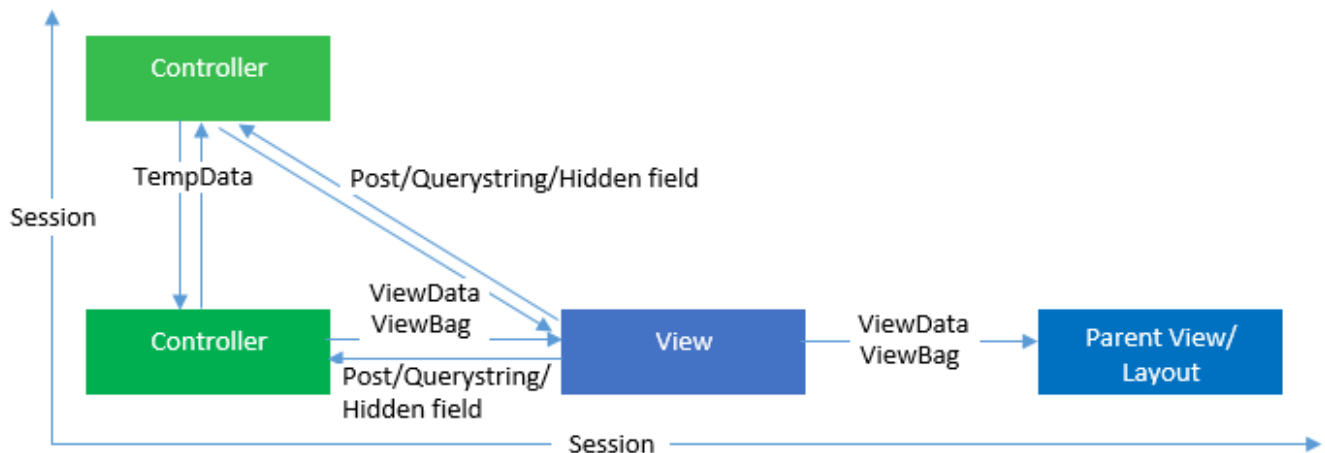 Controller
TempData
Post/Querystring/Hidden field
Session
ViewData
ViewBag
Controller
View
ViewData
ViewBag
Parent View/
Layout
Post/Querystring/
Hidden field
Session